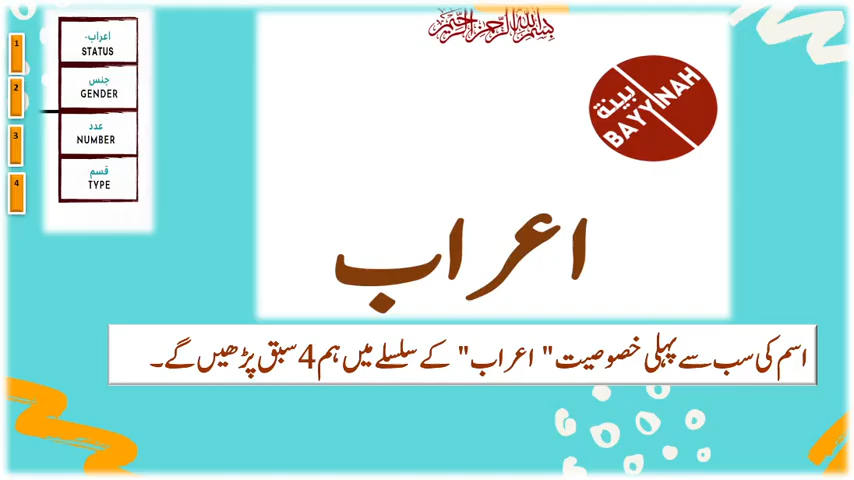 بسم الله الرحمن الرحيم
1
اعراب-
STATUS
2
جنس
GENDER
3
عدد
NUMBER
4
قسم
TYPE
بينة
BAYYINAH
اعراب
اسم کی سب سے پہلی خصوصیت " اعراب" کے سلسلے میں ہم 4 سبق پڑھیں گے۔